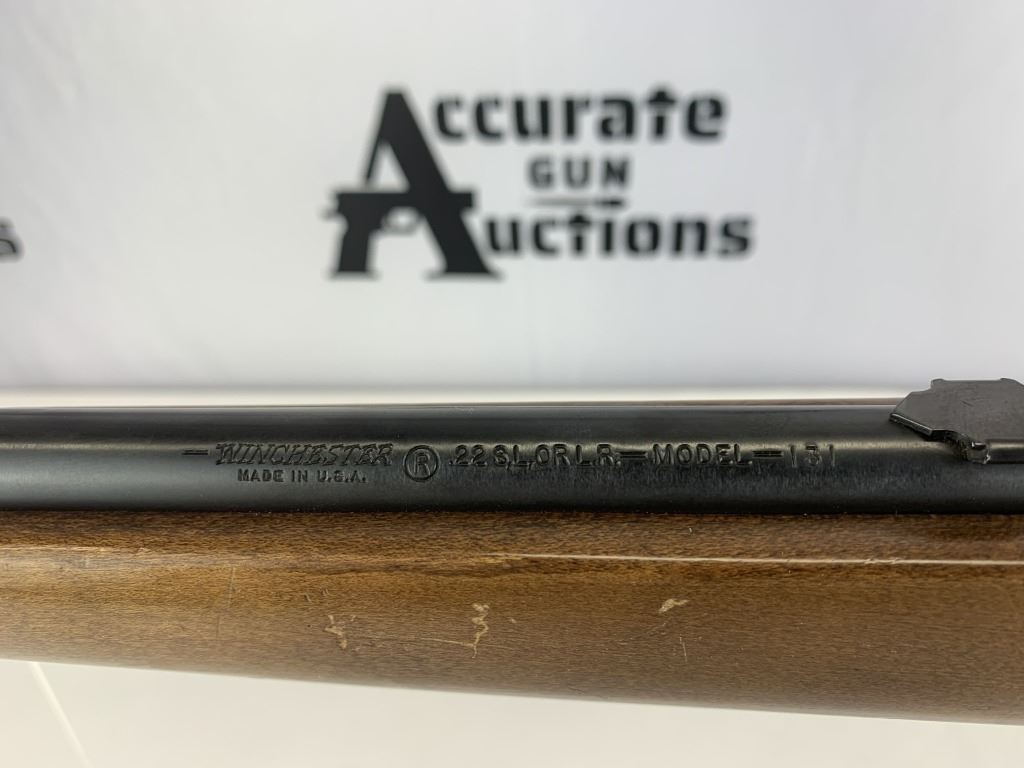 Accurate
GUN
Auctions
WINCHESTER ® .22 S.L.OR L.R.—MODEL—131
MADE IN U.S.A.